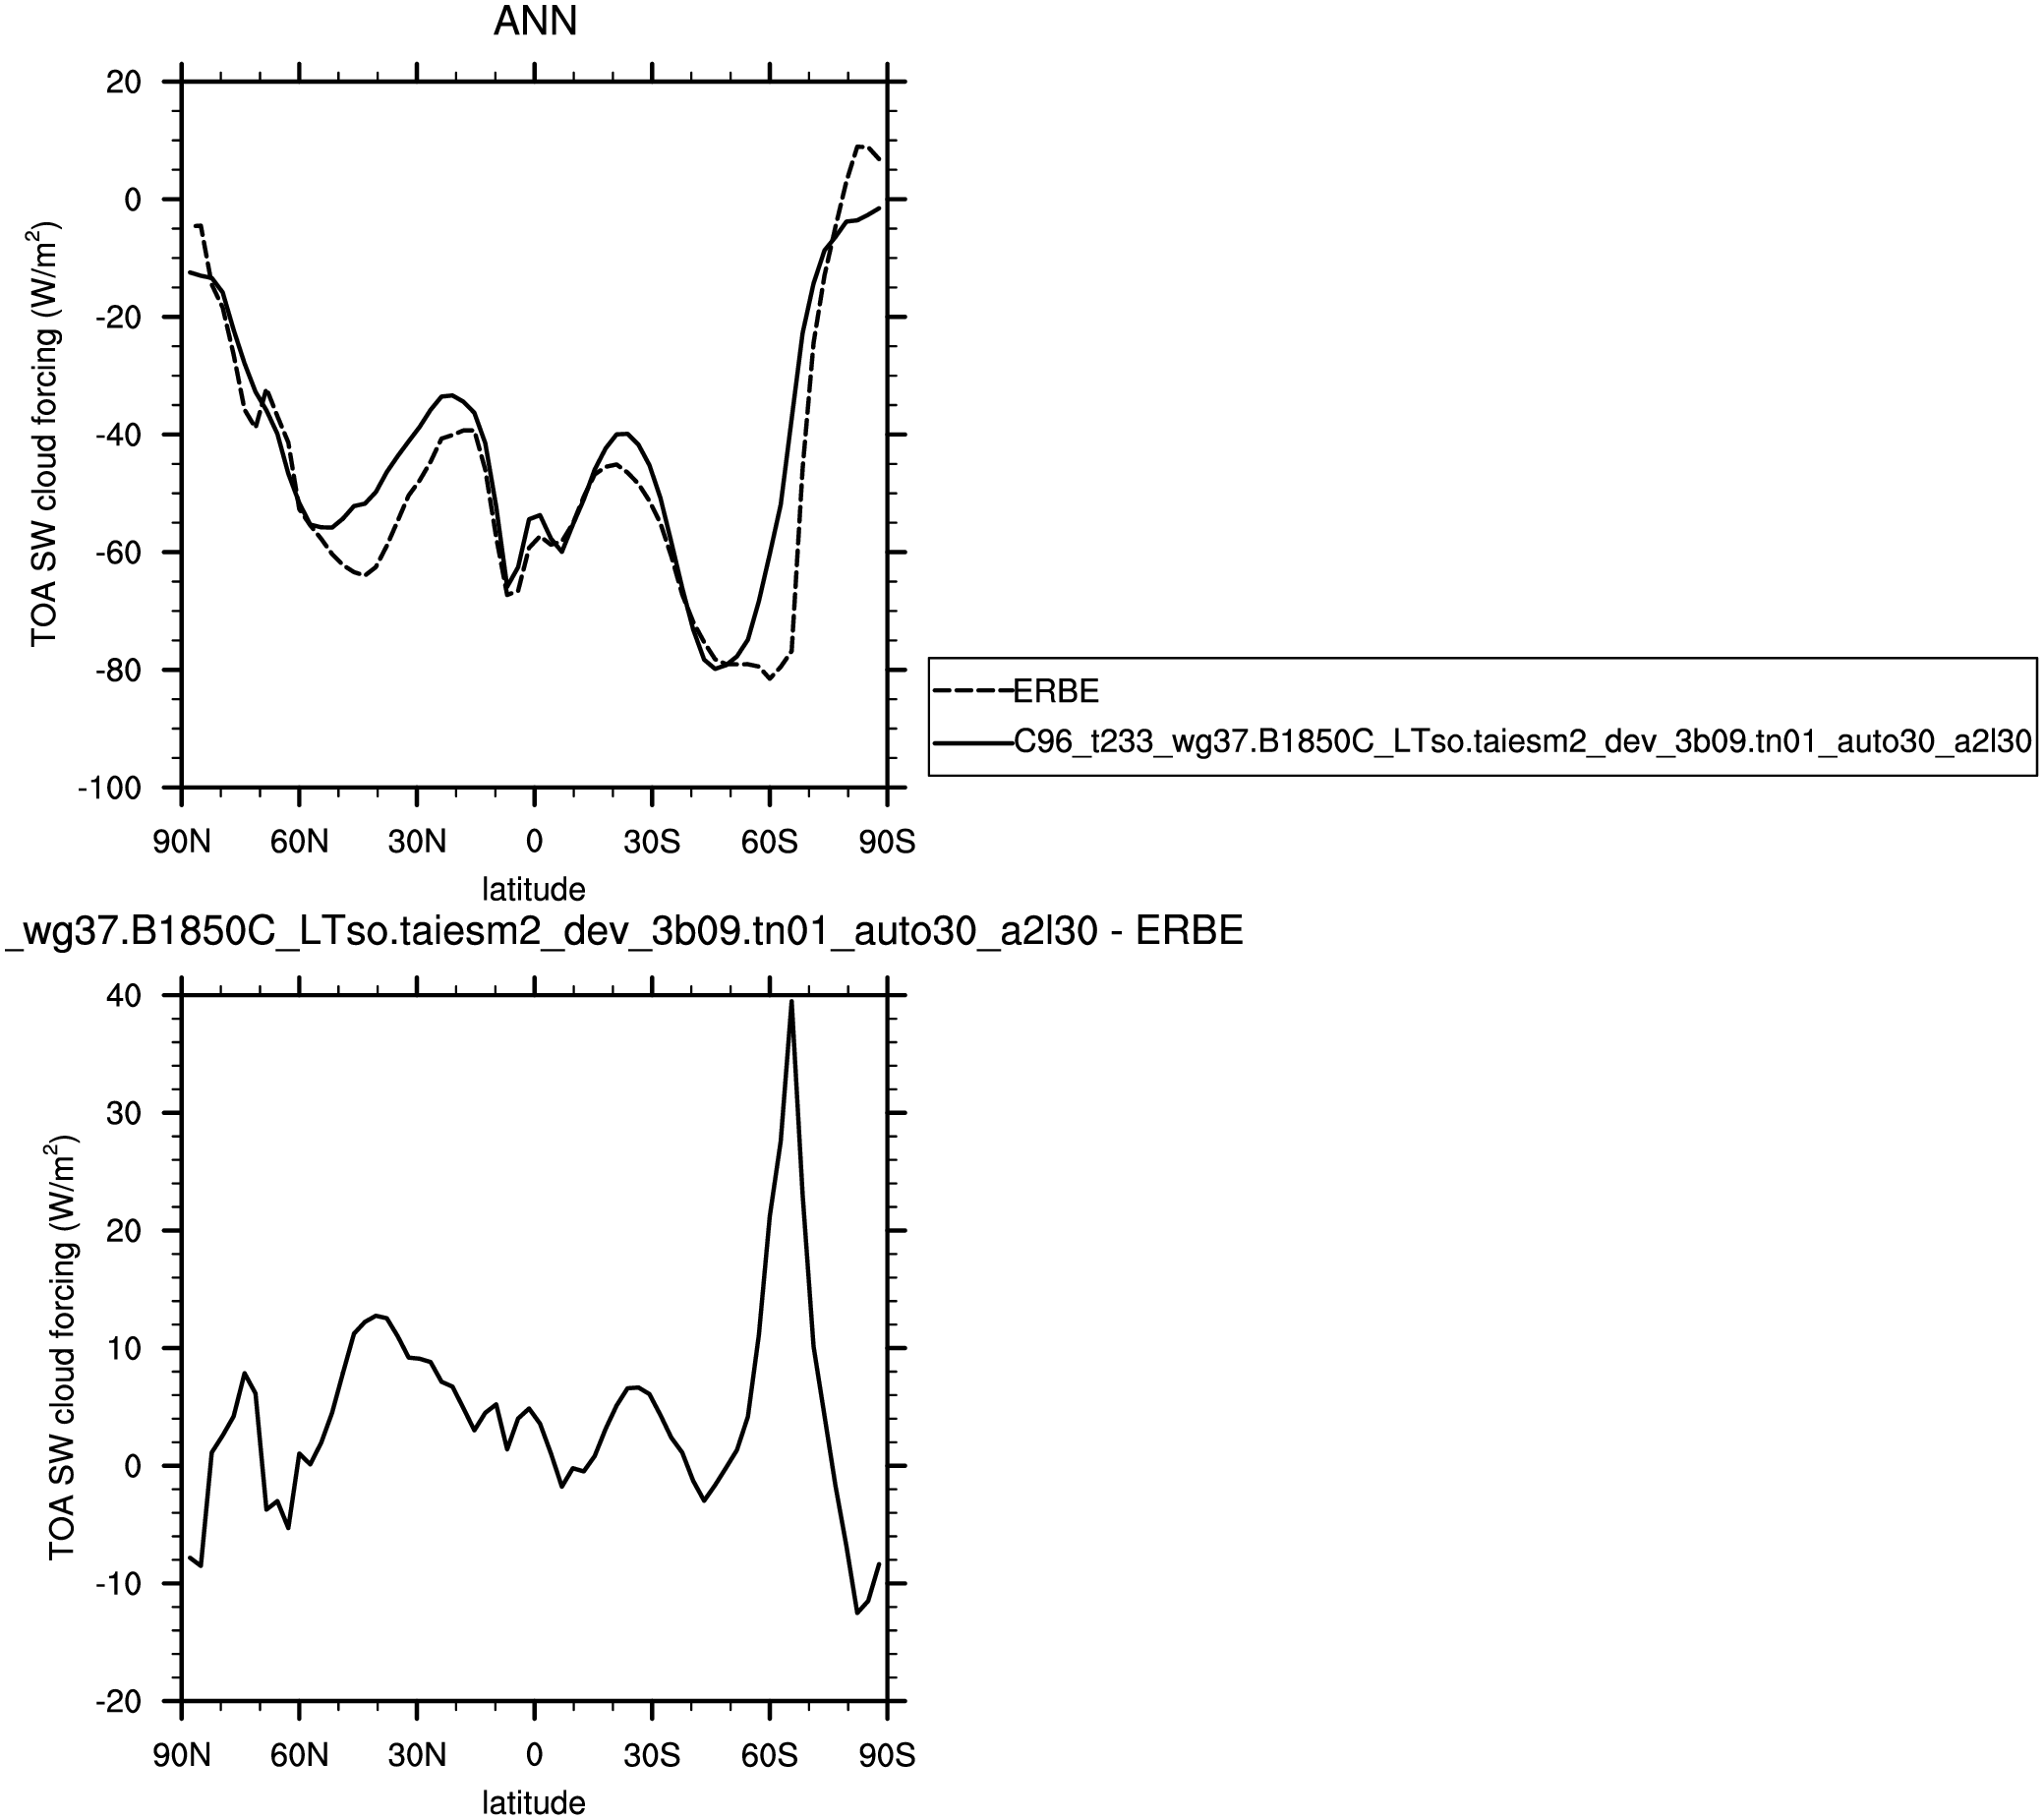 ANN
20
0
-20
-40
-60
-80
-100
TOA SW cloud forcing (W/m²)
90N 60N 30N 0 30S 60S 90S
latitude
ERBE
C96_t233_wg37.B1850C_LTso.taiesm2_dev_3b09.tn01_auto30_a2l30
_wg37.B1850C_LTso.taiesm2_dev_3b09.tn01_auto30_a2l30 - ERBE
40
30
20
10
0
-10
-20
TOA SW cloud forcing (W/m²)
90N 60N 30N 0 30S 60S 90S
latitude